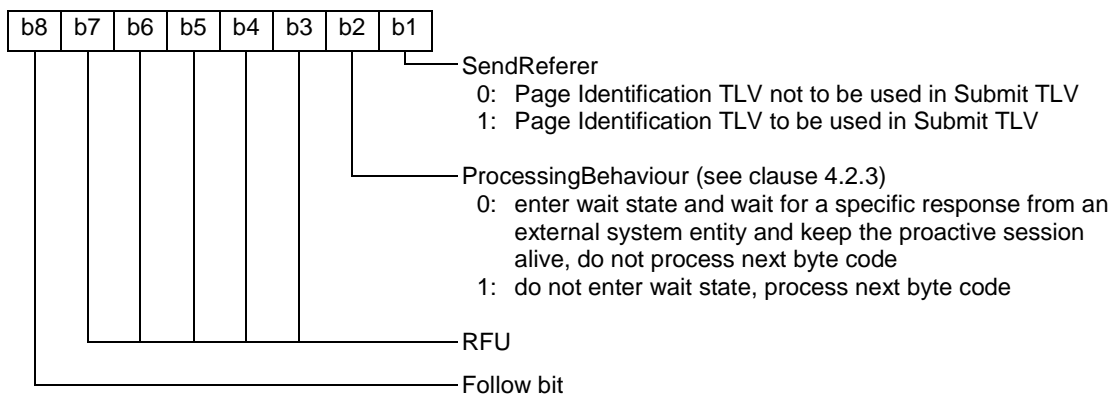 b8 b7 b6 b5 b4 b3 b2 b1
SendReferer
0: Page Identification TLV not to be used in Submit TLV
1: Page Identification TLV to be used in Submit TLV
ProcessingBehaviour (see clause 4.2.3)
0: enter wait state and wait for a specific response from an
external system entity and keep the proactive session
alive, do not process next byte code
1: do not enter wait state, process next byte code
RFU
Follow bit